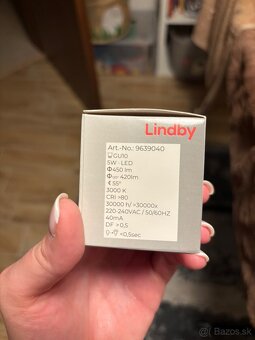 Lindby
Art.-No.: 9639040
GU10
5W · LED
Φ 450 lm
Φ90° 420lm
55°
3000 K
CRI >80
30000 h/ >30000x
220-240VAC / 50/60HZ
40mA
DF >0,5
<0,5sec
Bazos.sk